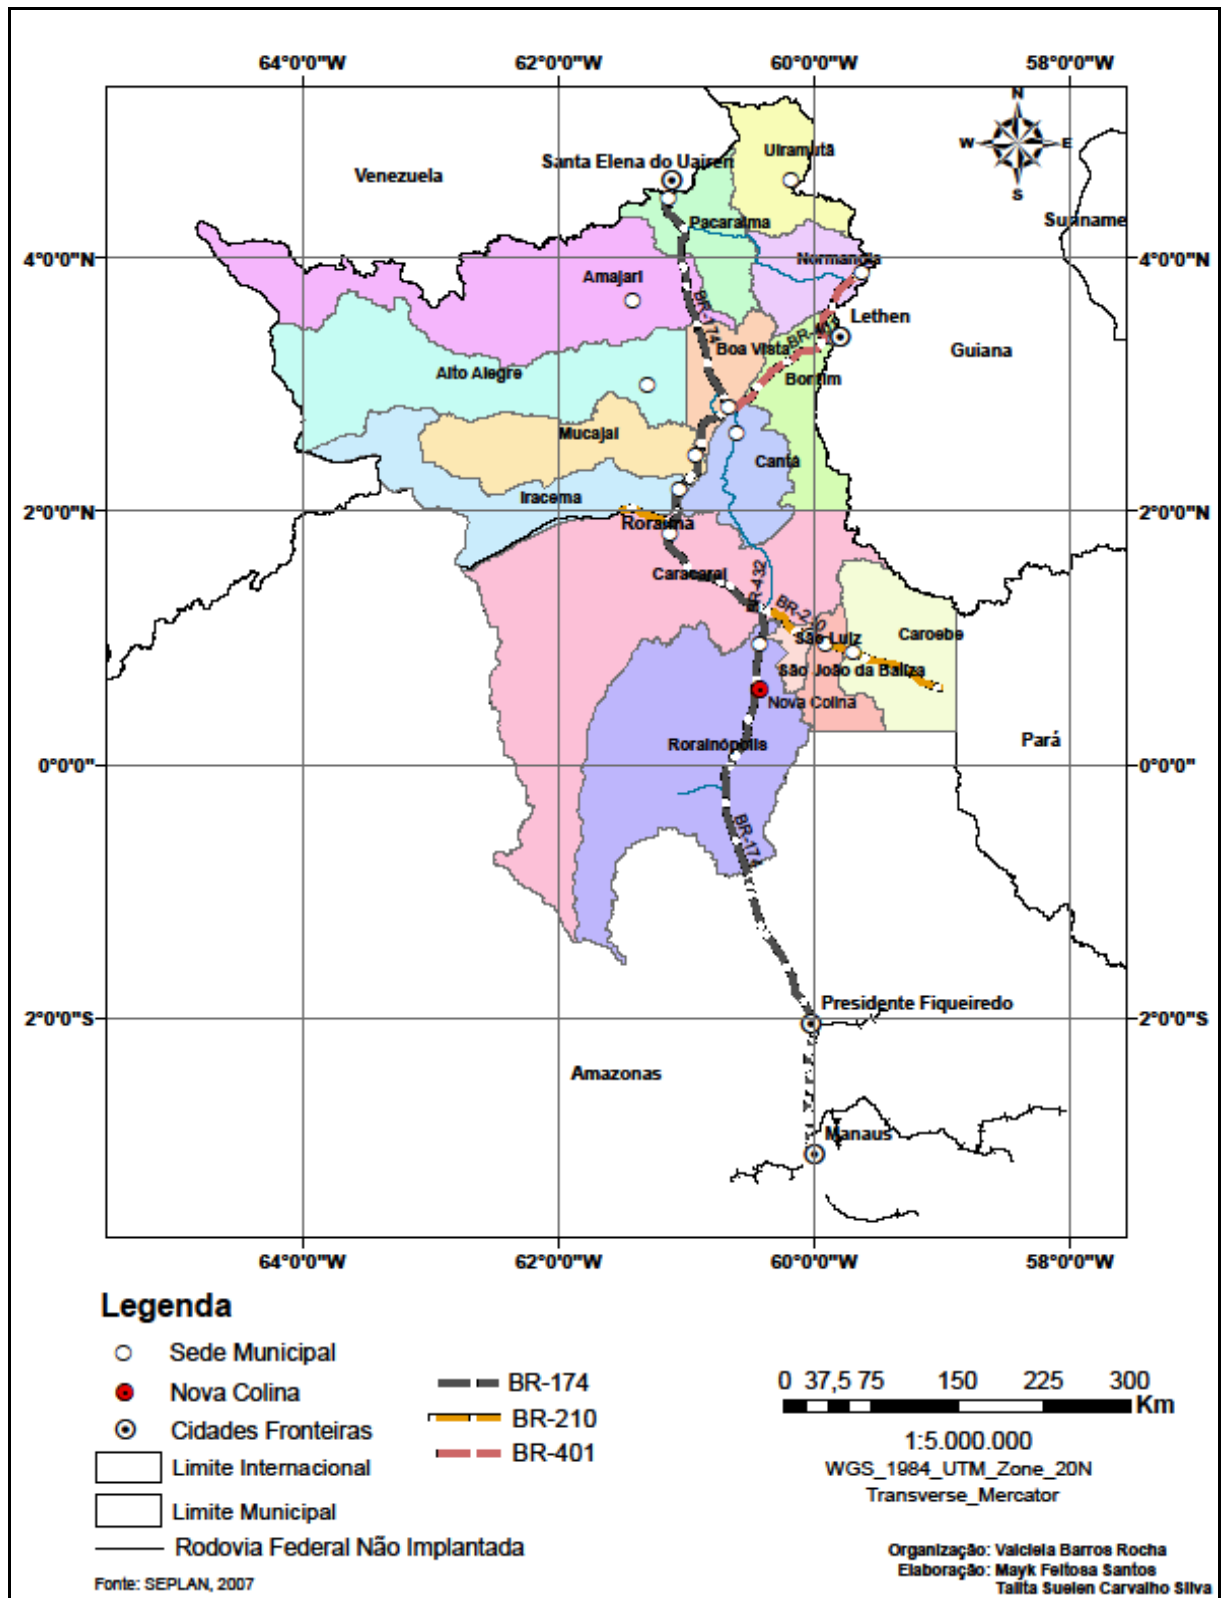 64°0'0"W 62°0'0"W 60°0'0"W 58°0'0"W
N
W E
S
Venezuela
Santa Elena do Uairen
Uiramutã
Suriname
Pacaraima
4°0'0"N
Normandia
4°0'0"N
Amajari
BR-174
Lethen
BR-401
Boa Vista
Guiana
Alto Alegre
Bonfim
Mucajaí
Cantá
Iracema
2°0'0"N
2°0'0"N
Roraima
Caracaraí
BR-432
BR-210
São Luiz
Caroebe
São João da Baliza
Nova Colina
Rorainópolis
Pará
0°0'0"
0°0'0"
BR-174
Presidente Fiqueiredo
2°0'0"S
2°0'0"S
Amazonas
Manaus
64°0'0"W 62°0'0"W 60°0'0"W 58°0'0"W
Legenda
Sede Municipal
Nova Colina
Cidades Fronteiras
Limite Internacional
Limite Municipal
Rodovia Federal Não Implantada
BR-174
BR-210
BR-401
0 37,5 75 150 225 300
Km
1:5.000.000
WGS_1984_UTM_Zone_20N
Transverse_Mercator
Fonte: SEPLAN, 2007
Organização: Valciela Barros Rocha
Elaboração: Mayk Feitosa Santos
Talita Suelen Carvalho Silva